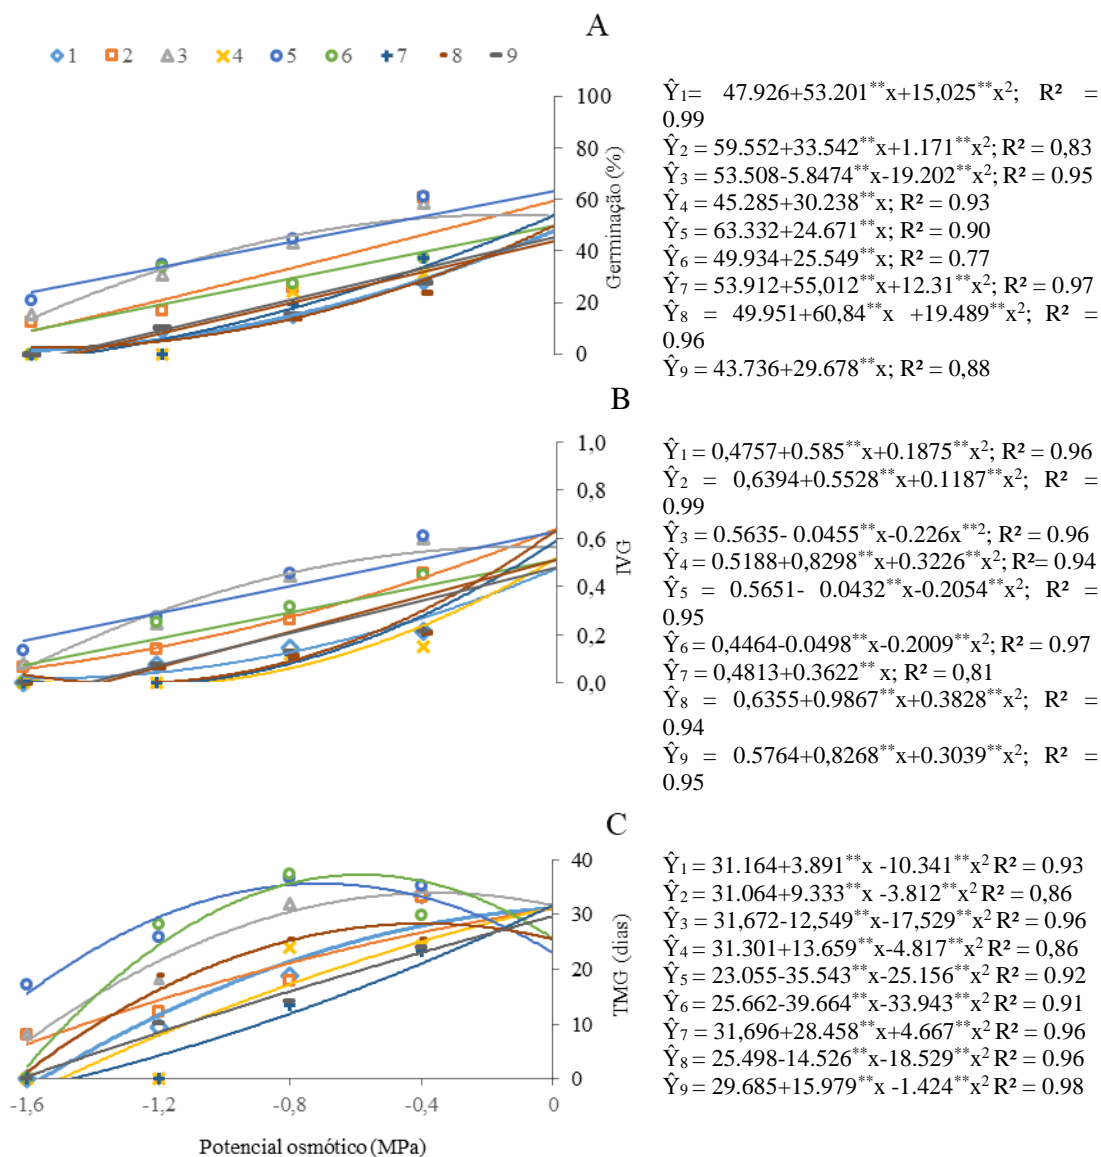 A
1 2 3 4 5 6 7 8 9
100
80
60
40
20
0
Germinação (%)
Ŷ1= 47.926+53.201**x+15,025**x²; R² =
0.99
Ŷ2 = 59.552+33.542**x+1.171**x²; R² = 0,83
Ŷ3 = 53.508-5.8474**x-19.202**x²; R² = 0.95
Ŷ4 = 45.285+30.238**x; R² = 0.93
Ŷ5 = 63.332+24.671**x; R² = 0.90
Ŷ6 = 49.934+25.549**x; R² = 0.77
Ŷ7 = 53.912+55,012**x+12.31**x²; R² = 0.97
Ŷ8 = 49.951+60,84**x +19.489**x²; R² =
0.96
Ŷ9 = 43.736+29.678**x; R² = 0,88
B
1,0
0,8
0,6
0,4
0,2
0,0
IVG
Ŷ1 = 0,4757+0.585**x+0.1875**x²; R² = 0.96
Ŷ2 = 0,6394+0.5528**x+0.1187**x²; R² =
0.99
Ŷ3 = 0.5635- 0.0455**x-0.226x**2; R² = 0.96
Ŷ4 = 0.5188+0,8298**x+0.3226**x²; R²= 0.94
Ŷ5 = 0.5651- 0.0432**x-0.2054**x²; R² =
0.95
Ŷ6 = 0,4464-0.0498**x-0.2009**x²; R² = 0.97
Ŷ7 = 0,4813+0.3622** x; R² = 0,81
Ŷ8 = 0,6355+0.9867**x+0.3828**x²; R² =
0.94
Ŷ9 = 0.5764+0,8268**x+0.3039**x²; R² =
0.95
C
40
30
20
10
0
TMG (dias)
-1,6 -1,2 -0,8 -0,4 0
Potencial osmótico (MPa)
Ŷ1 = 31.164+3.891**x -10.341**x² R² = 0.93
Ŷ2 = 31.064+9.333**x -3.812**x² R² = 0,86
Ŷ3 = 31,672-12,549**x-17,529**x² R² = 0.96
Ŷ4 = 31.301+13.659**x-4.817**x² R² = 0,86
Ŷ5 = 23.055-35.543**x-25.156**x² R² = 0.92
Ŷ6 = 25.662-39.664**x-33.943**x² R² = 0.91
Ŷ7 = 31,696+28.458**x+4.667**x² R² = 0.96
Ŷ8 = 25.498-14.526**x-18.529**x² R² = 0.96
Ŷ9 = 29.685+15.979**x -1.424**x² R² = 0.98